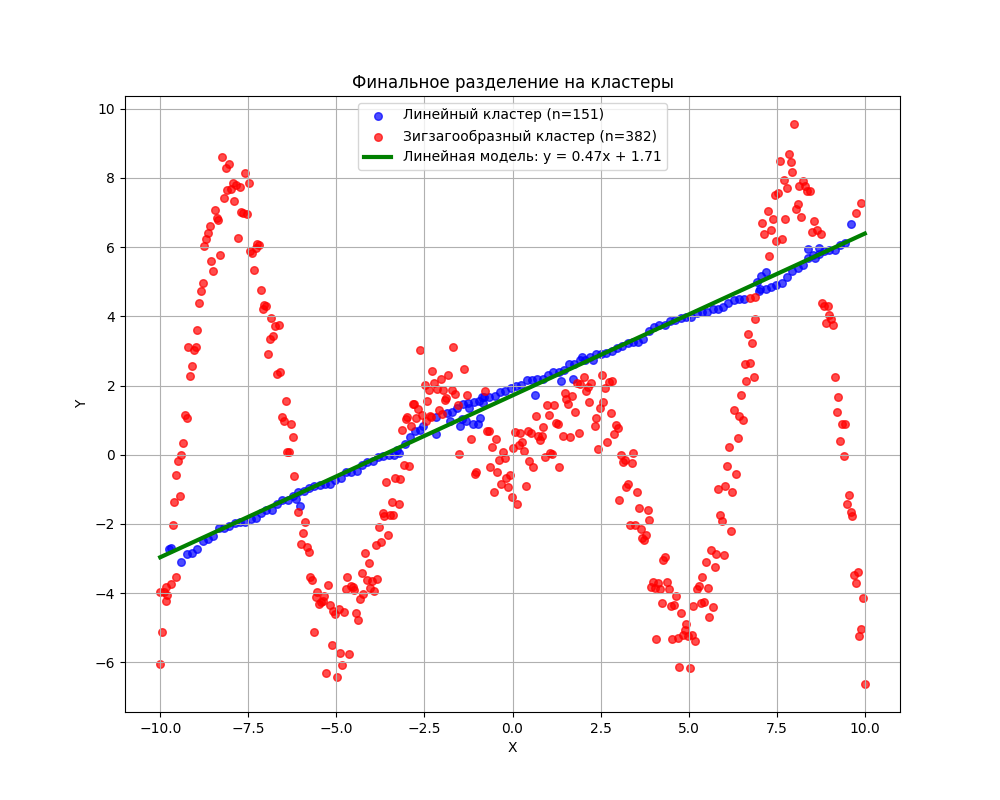 Финальное разделение на кластеры
Линейный кластер (n=151)
Зигзагообразный кластер (n=382)
Линейная модель: y = 0.47x + 1.71
Y
10
8
6
4
2
0
−2
−4
−6
−10.0 −7.5 −5.0 −2.5 0.0 2.5 5.0 7.5 10.0
X